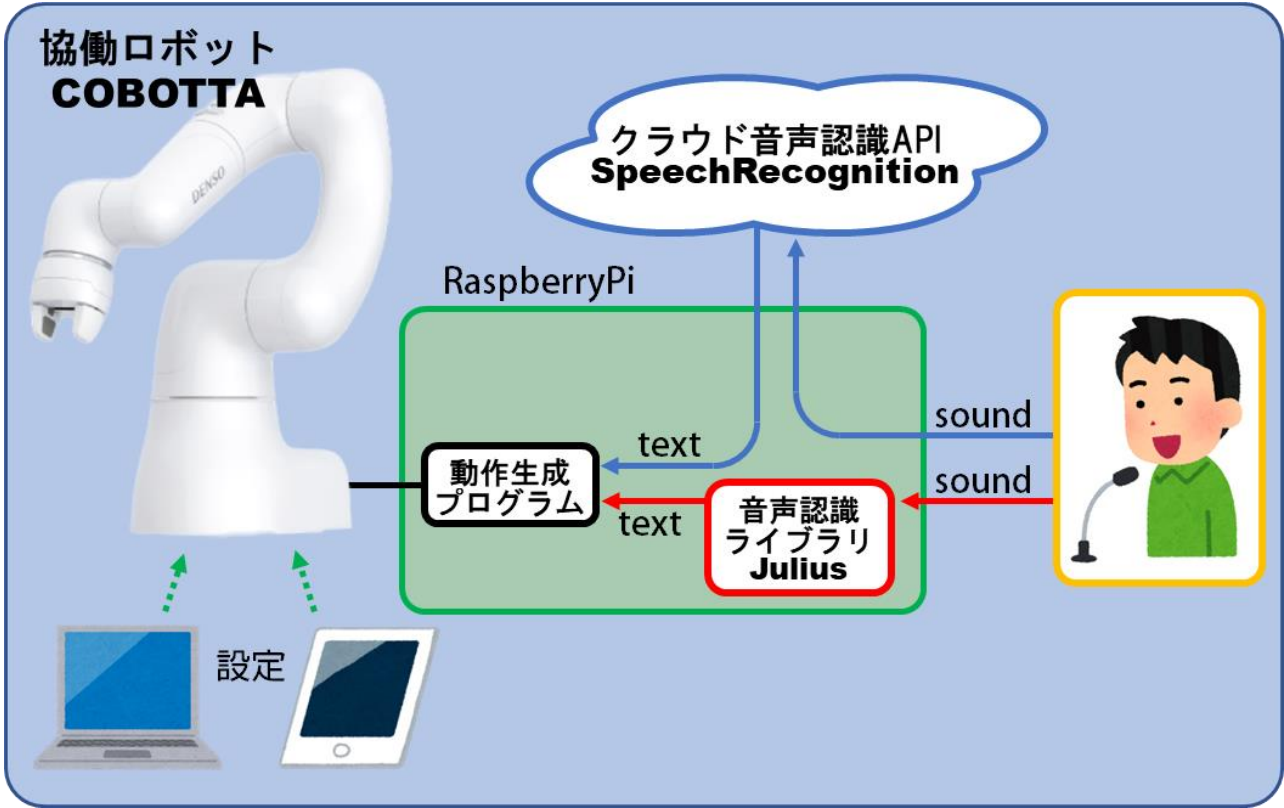 協働ロボット
COBOTTA
DENSO
クラウド音声認識API
SpeechRecognition
RaspberryPi
sound
text
sound
動作生成
プログラム
text
音声認識
ライブラリ
Julius
設定